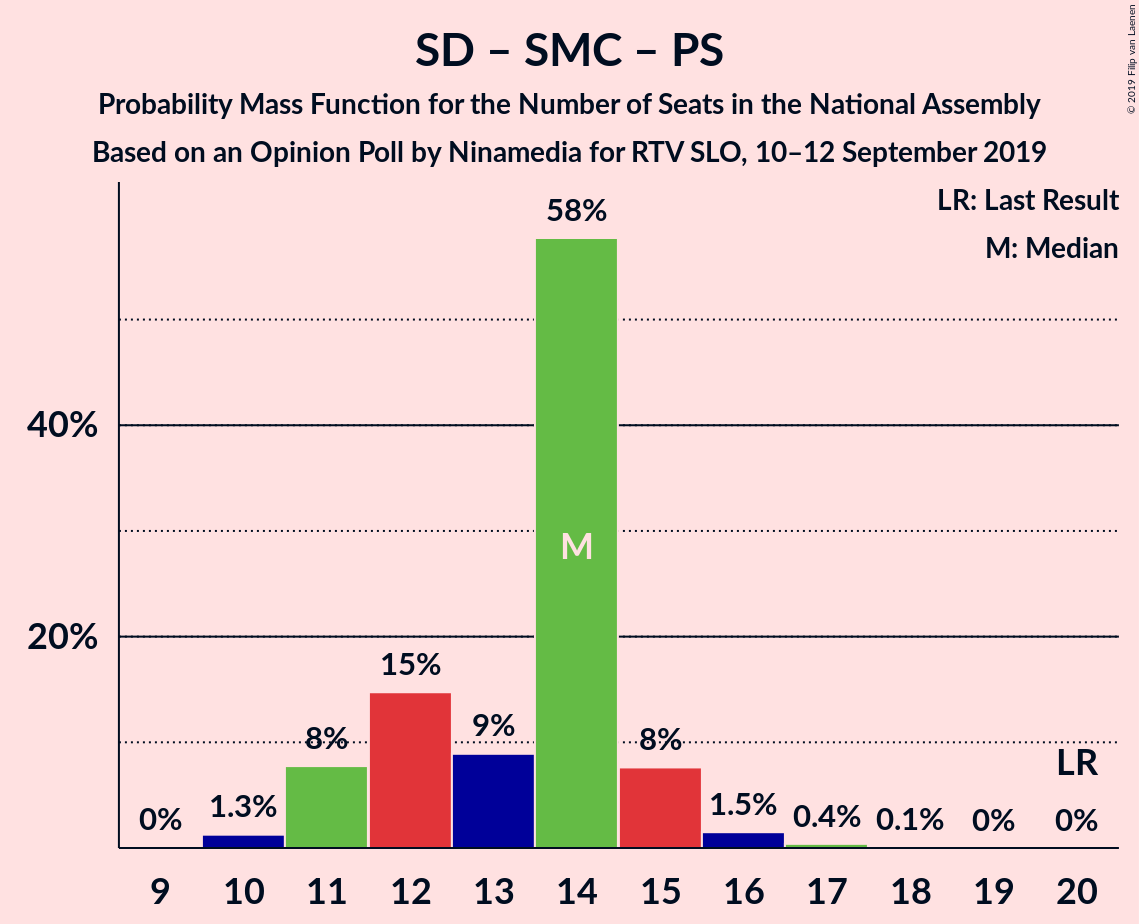 SD – SMC – PS
Probability Mass Function for the Number of Seats in the National Assembly
Based on an Opinion Poll by Ninamedia for RTV SLO, 10–12 September 2019
© 2019 Filip van Laenen
LR: Last Result
M: Median
58%
40%
M
20%
15%
9%
8%
8%
LR
0%
1.3%
1.5%
0.4%
0.1%
0%
0%
9 10 11 12 13 14 15 16 17 18 19 20